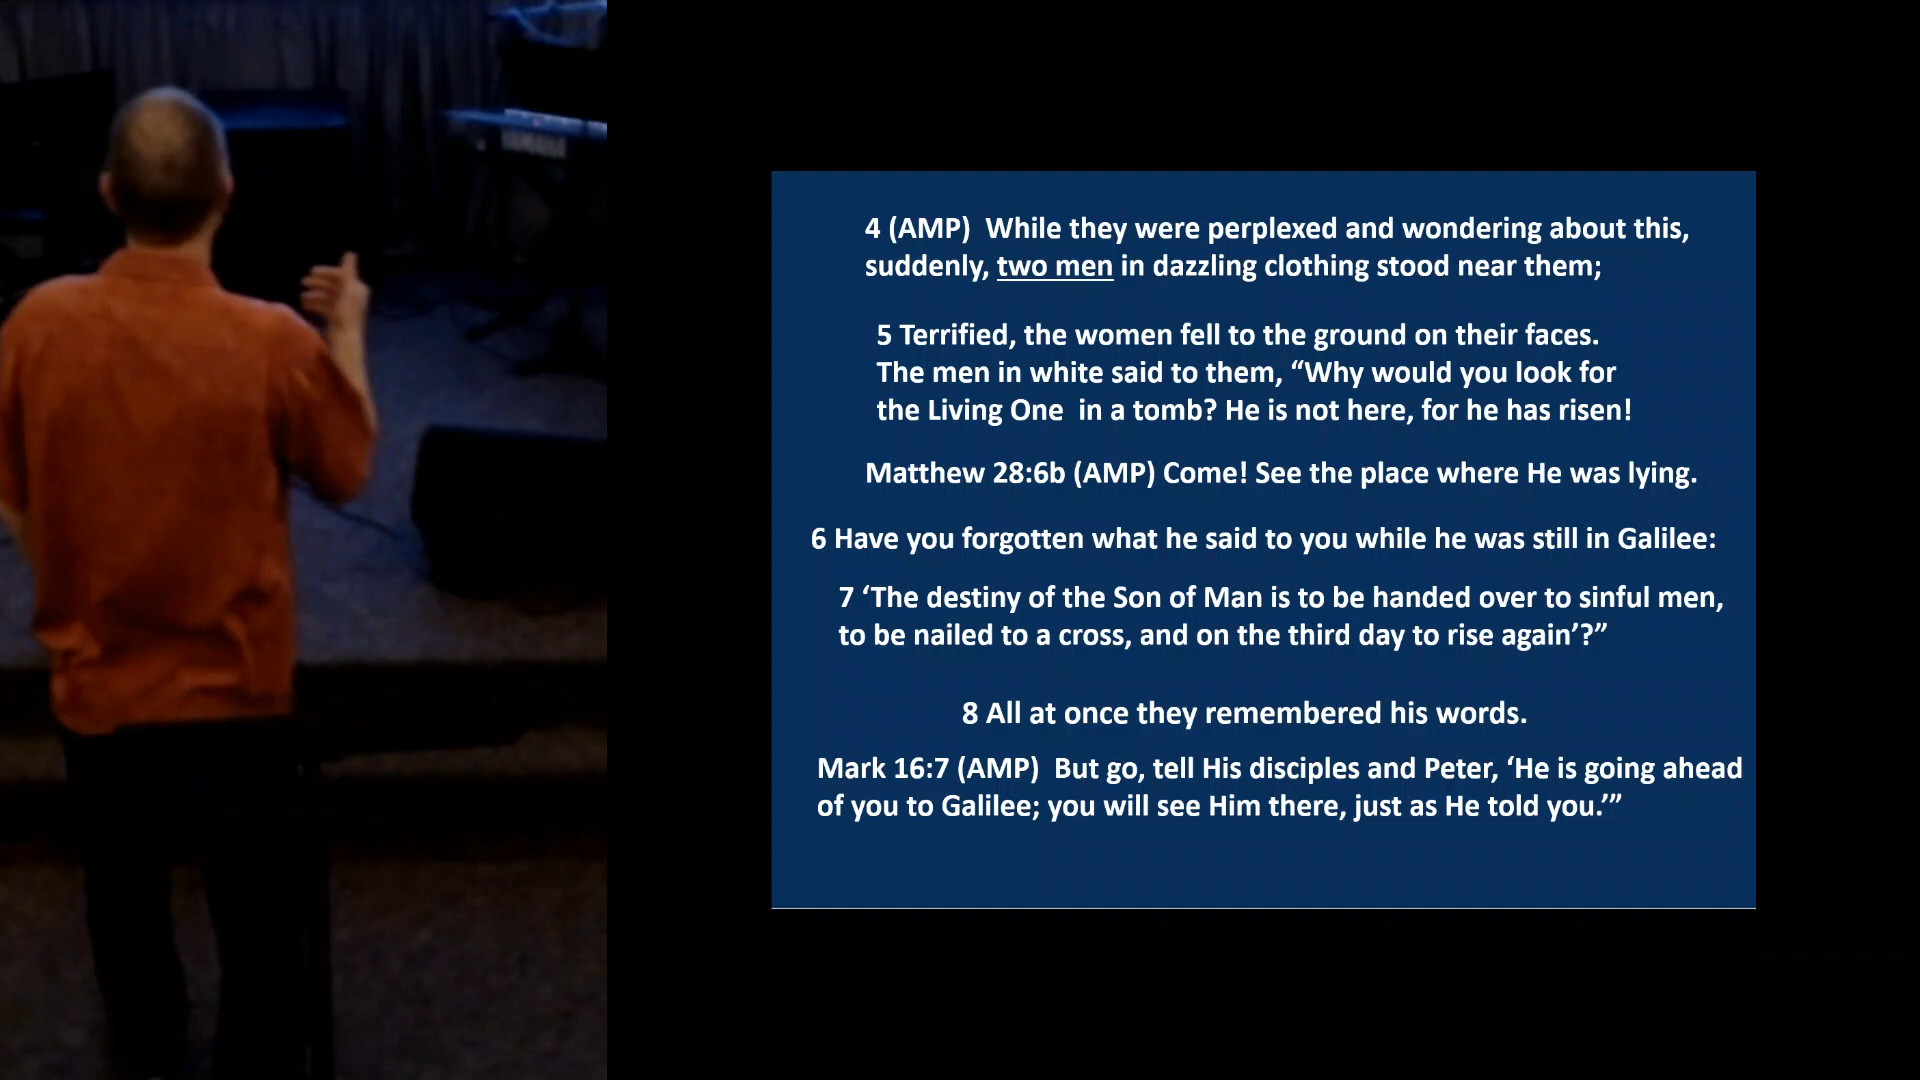 4 (AMP)  While they were perplexed and wondering about this,
suddenly, two men in dazzling clothing stood near them;
5 Terrified, the women fell to the ground on their faces.
The men in white said to them, “Why would you look for
the Living One  in a tomb? He is not here, for he has risen!
Matthew 28:6b (AMP) Come! See the place where He was lying.
6 Have you forgotten what he said to you while he was still in Galilee:
7 ‘The destiny of the Son of Man is to be handed over to sinful men,
to be nailed to a cross, and on the third day to rise again’?”
8 All at once they remembered his words.
Mark 16:7 (AMP)  But go, tell His disciples and Peter, ‘He is going ahead
of you to Galilee; you will see Him there, just as He told you.’”